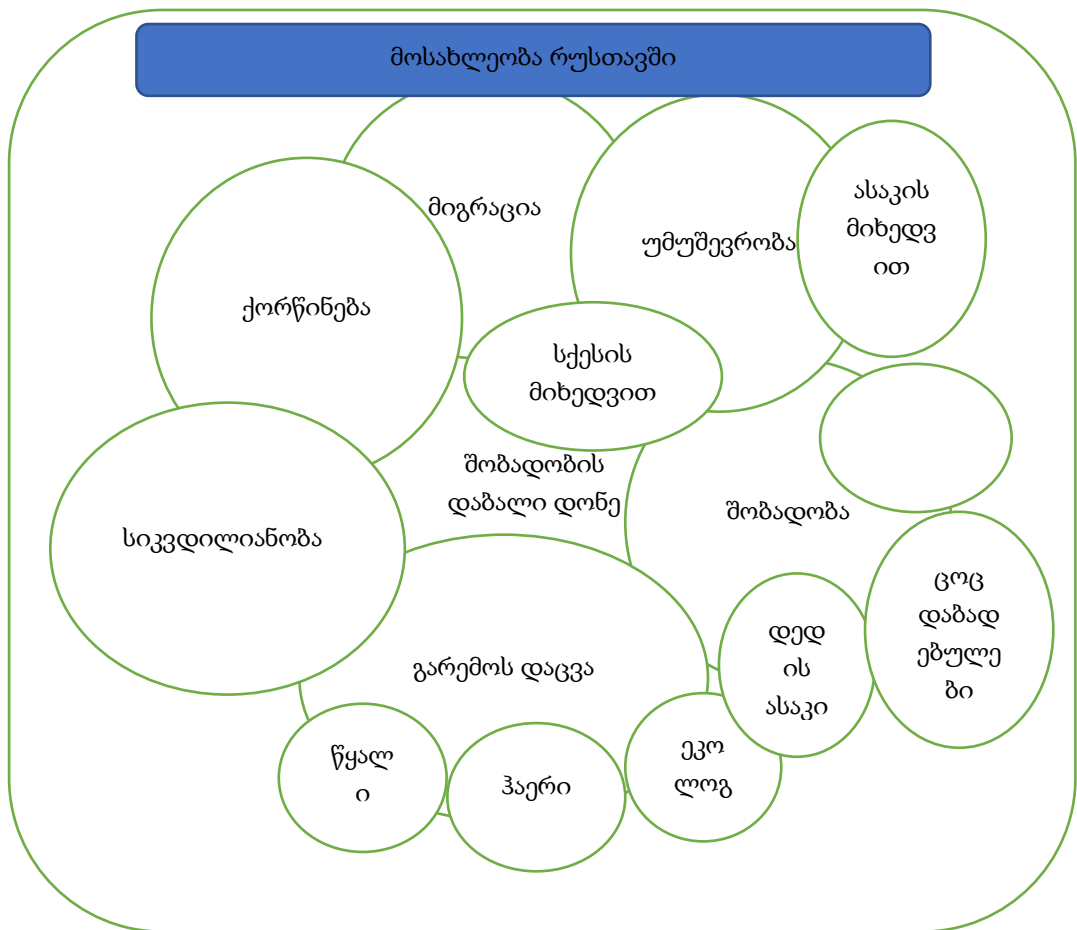 მოსახლეობა რუსთავში
მიგრაცია
უმუშევრობა
ასაკის
მიხედვ
ით
ქორწინება
სქესის
მიხედვით
შობადობის
დაბალი დონე
შობადობა
სიკვდილიანობა
ცოც
დაბად
ებულე
ბი
დედ
ის
ასაკი
გარემოს დაცვა
წყალ
ი
ჰაერი
ეკო
ლოგ